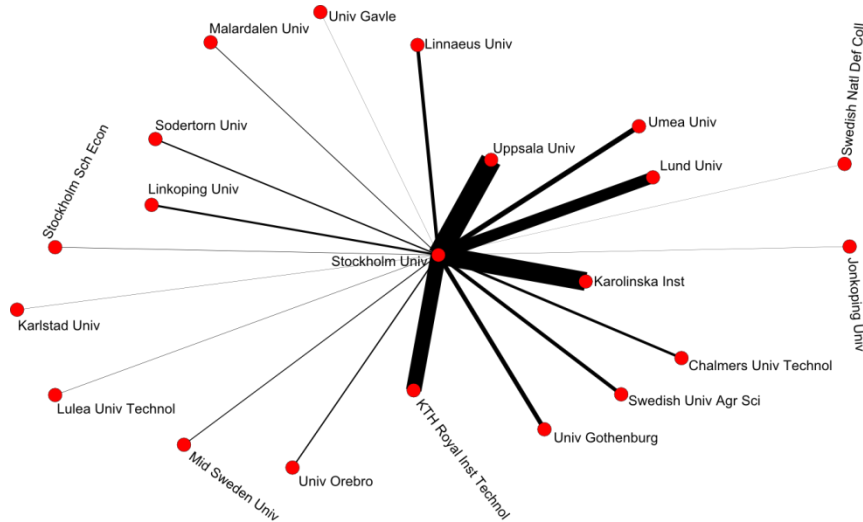 Univ Gavle
Malardalen Univ
Linnaeus Univ
Swedish Natl Def Coll
Sodertorn Univ
Umea Univ
Uppsala Univ
Lund Univ
Stockholm Sch Econ
Linkoping Univ
Stockholm Univ
Karolinska Inst
Jonkoping Univ
Karlstad Univ
Chalmers Univ Technol
Swedish Univ Agr Sci
Lulea Univ Technol
KTH Royal Inst Technol
Univ Gothenburg
Mid Sweden Univ
Univ Orebro